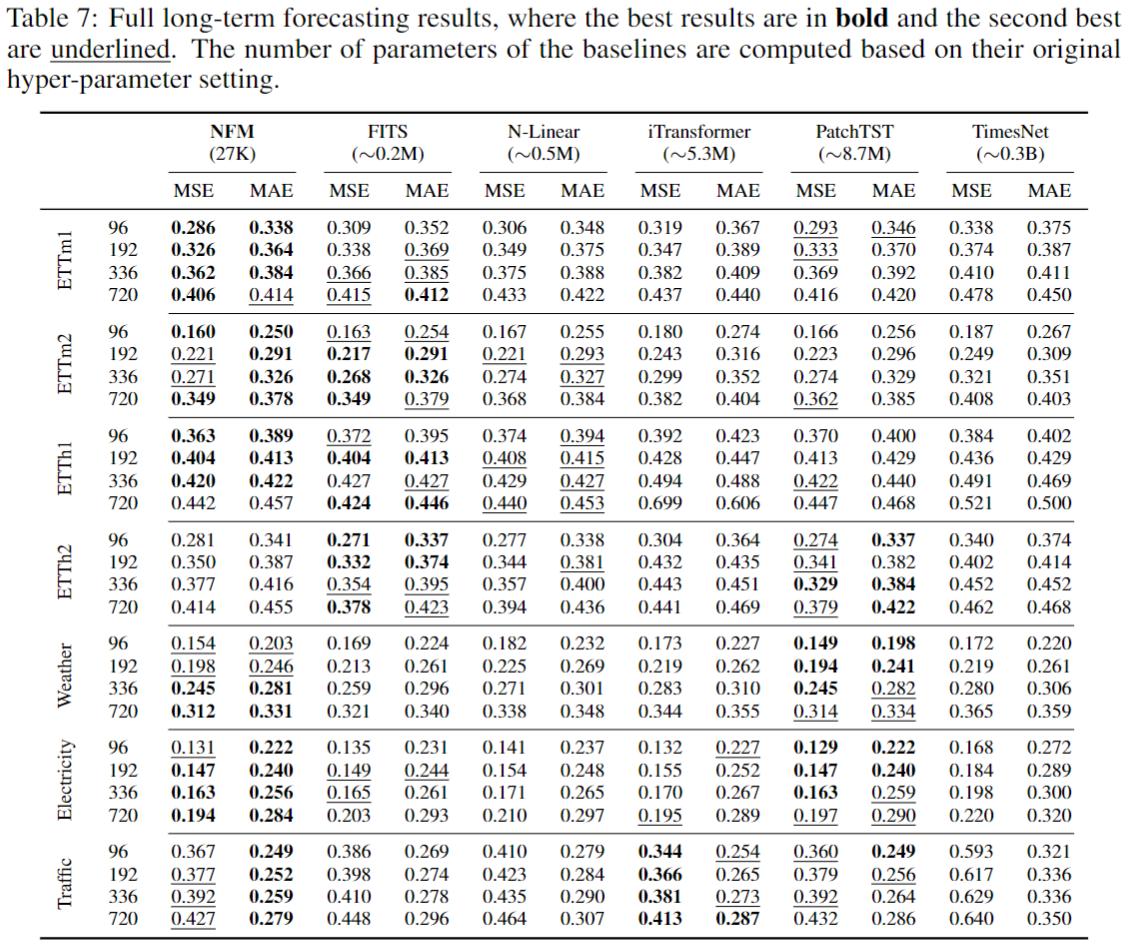 Table 7: Full long-term forecasting results, where the best results are in bold and the second best
are underlined. The number of parameters of the baselines are computed based on their original
hyper-parameter setting.
NFM FITS N-Linear iTransformer PatchTST TimesNet
(27K) (∼0.2M) (∼0.5M) (∼5.3M) (∼8.7M) (∼0.3B)
MSE MAE MSE MAE MSE MAE MSE MAE MSE MAE MSE MAE
ETTm1
96 0.286 0.338 0.309 0.352 0.306 0.348 0.319 0.367 0.293 0.346 0.338 0.375
192 0.326 0.364 0.338 0.369 0.349 0.375 0.347 0.389 0.333 0.370 0.374 0.387
336 0.362 0.384 0.366 0.385 0.375 0.388 0.382 0.409 0.369 0.392 0.410 0.411
720 0.406 0.414 0.415 0.412 0.433 0.422 0.437 0.440 0.416 0.420 0.478 0.450
ETTm2
96 0.160 0.250 0.163 0.254 0.167 0.255 0.180 0.274 0.166 0.256 0.187 0.267
192 0.221 0.291 0.217 0.291 0.221 0.293 0.243 0.316 0.223 0.296 0.249 0.309
336 0.271 0.326 0.268 0.326 0.274 0.327 0.299 0.352 0.274 0.329 0.321 0.351
720 0.349 0.378 0.349 0.379 0.368 0.384 0.382 0.404 0.362 0.385 0.408 0.403
ETTh1
96 0.363 0.389 0.372 0.395 0.374 0.394 0.392 0.423 0.370 0.400 0.384 0.402
192 0.404 0.413 0.404 0.413 0.408 0.415 0.428 0.447 0.413 0.429 0.436 0.429
336 0.420 0.422 0.427 0.427 0.429 0.427 0.494 0.488 0.422 0.440 0.491 0.469
720 0.442 0.457 0.424 0.446 0.440 0.453 0.699 0.606 0.447 0.468 0.521 0.500
ETTh2
96 0.281 0.341 0.271 0.337 0.277 0.338 0.304 0.364 0.274 0.337 0.340 0.374
192 0.350 0.387 0.332 0.374 0.344 0.381 0.432 0.435 0.341 0.382 0.402 0.414
336 0.377 0.416 0.354 0.395 0.357 0.400 0.443 0.451 0.329 0.384 0.452 0.452
720 0.414 0.455 0.378 0.423 0.394 0.436 0.441 0.469 0.379 0.422 0.462 0.468
Weather
96 0.154 0.203 0.169 0.224 0.182 0.232 0.173 0.227 0.149 0.198 0.172 0.220
192 0.198 0.246 0.213 0.261 0.225 0.269 0.219 0.262 0.194 0.241 0.219 0.261
336 0.245 0.281 0.259 0.296 0.271 0.301 0.283 0.310 0.245 0.282 0.280 0.306
720 0.312 0.331 0.321 0.340 0.338 0.348 0.344 0.355 0.314 0.334 0.365 0.359
Electricity
96 0.131 0.222 0.135 0.231 0.141 0.237 0.132 0.227 0.129 0.222 0.168 0.272
192 0.147 0.240 0.149 0.244 0.154 0.248 0.155 0.252 0.147 0.240 0.184 0.289
336 0.163 0.256 0.165 0.261 0.171 0.265 0.170 0.267 0.163 0.259 0.198 0.300
720 0.194 0.284 0.203 0.293 0.210 0.297 0.195 0.289 0.197 0.290 0.220 0.320
Traffic
96 0.367 0.249 0.386 0.269 0.410 0.279 0.344 0.254 0.360 0.249 0.593 0.321
192 0.377 0.252 0.398 0.274 0.423 0.284 0.366 0.265 0.379 0.256 0.617 0.336
336 0.392 0.259 0.410 0.278 0.435 0.290 0.381 0.273 0.392 0.264 0.629 0.336
720 0.427 0.279 0.448 0.296 0.464 0.307 0.413 0.287 0.432 0.286 0.640 0.350